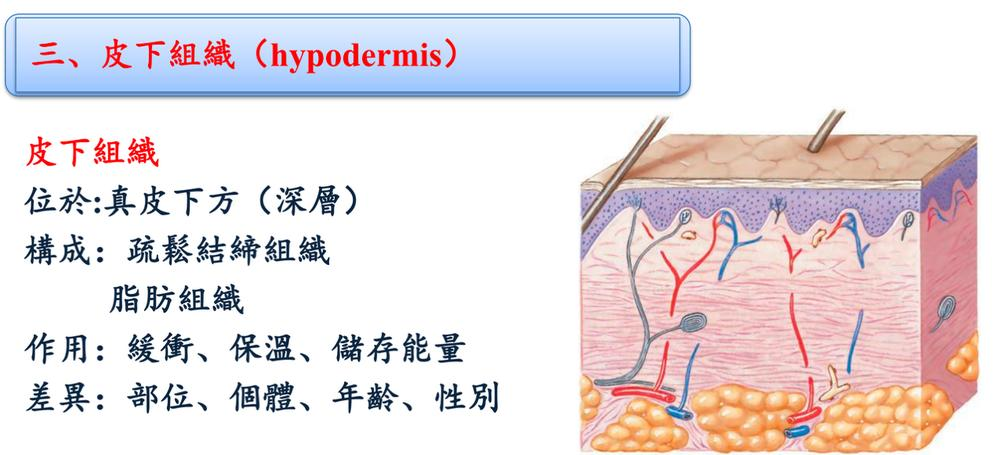 三、皮下組織（hypodermis）
皮下組織
位於:真皮下方（深層）
構成：疏鬆結締組織
脂肪組織
作用：緩衝、保溫、儲存能量
差異：部位、個體、年齡、性別